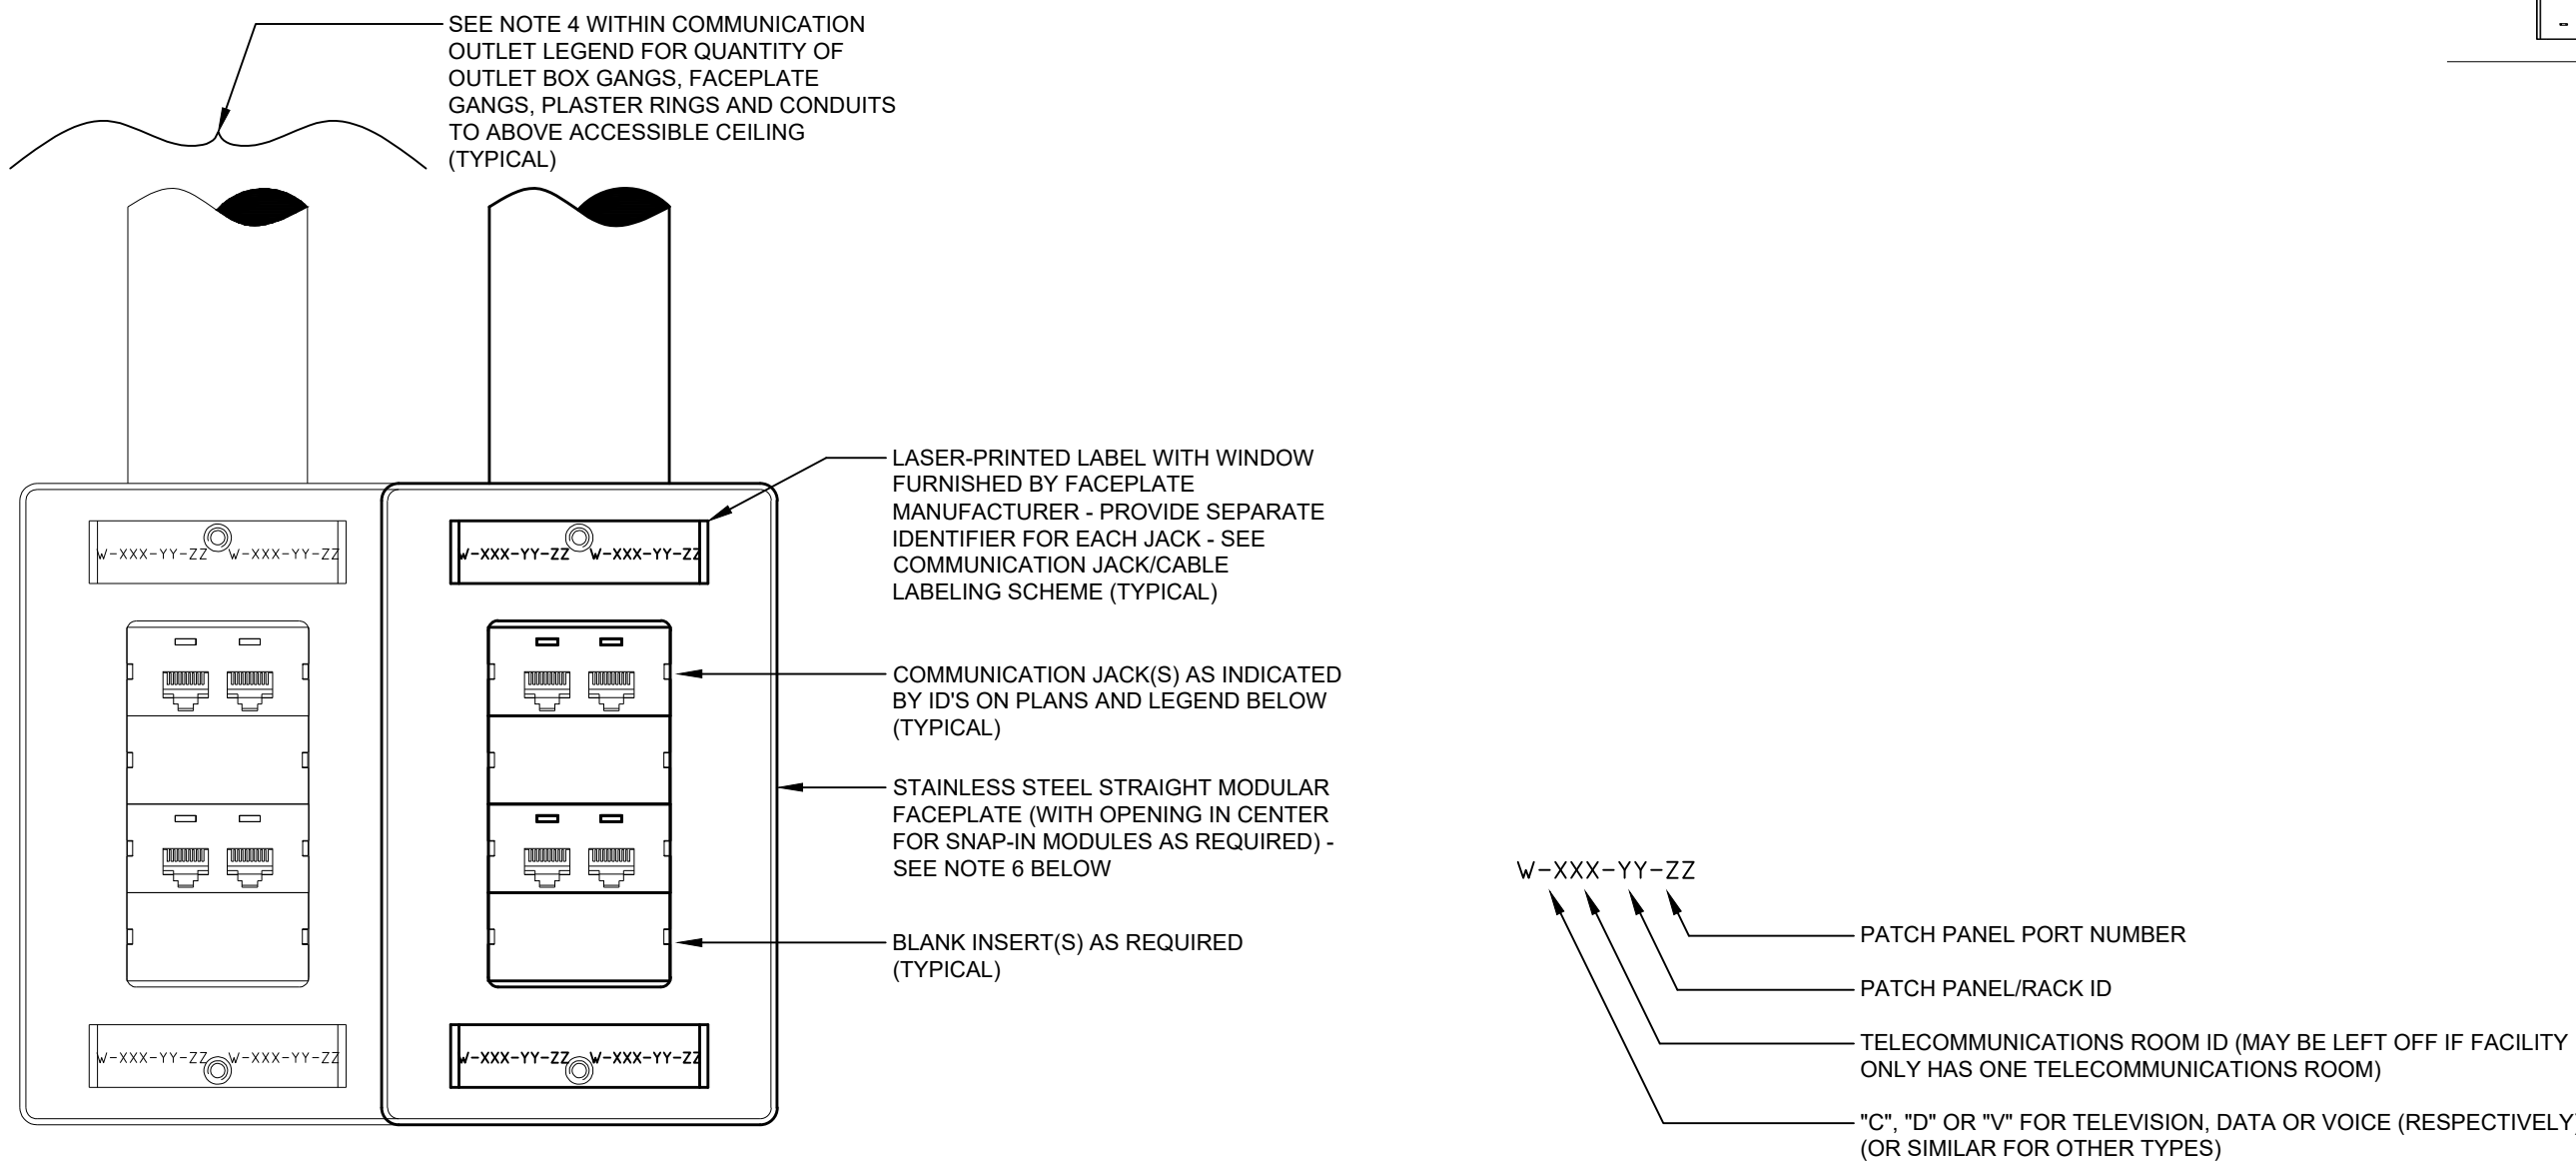 SEE NOTE 4 WITHIN COMMUNICATION
OUTLET LEGEND FOR QUANTITY OF
OUTLET BOX GANGS, FACEPLATE
GANGS, PLASTER RINGS AND CONDUITS
TO ABOVE ACCESSIBLE CEILING
(TYPICAL)
LASER-PRINTED LABEL WITH WINDOW
FURNISHED BY FACEPLATE
MANUFACTURER - PROVIDE SEPARATE
IDENTIFIER FOR EACH JACK - SEE
COMMUNICATION JACK/CABLE
LABELING SCHEME (TYPICAL)
W-XXX-YY-ZZ W-XXX-YY-ZZ
W-XXX-YY-ZZ W-XXX-YY-ZZ
COMMUNICATION JACK(S) AS INDICATED
BY ID'S ON PLANS AND LEGEND BELOW
(TYPICAL)
STAINLESS STEEL STRAIGHT MODULAR
FACEPLATE (WITH OPENING IN CENTER
FOR SNAP-IN MODULES AS REQUIRED) -
SEE NOTE 6 BELOW
BLANK INSERT(S) AS REQUIRED
(TYPICAL)
W-XXX-YY-ZZ W-XXX-YY-ZZ
W-XXX-YY-ZZ W-XXX-YY-ZZ
W-XXX-YY-ZZ
PATCH PANEL PORT NUMBER
PATCH PANEL/RACK ID
TELECOMMUNICATIONS ROOM ID (MAY BE LEFT OFF IF FACILITY
ONLY HAS ONE TELECOMMUNICATIONS ROOM)
"C", "D" OR "V" FOR TELEVISION, DATA OR VOICE (RESPECTIVELY)
(OR SIMILAR FOR OTHER TYPES)